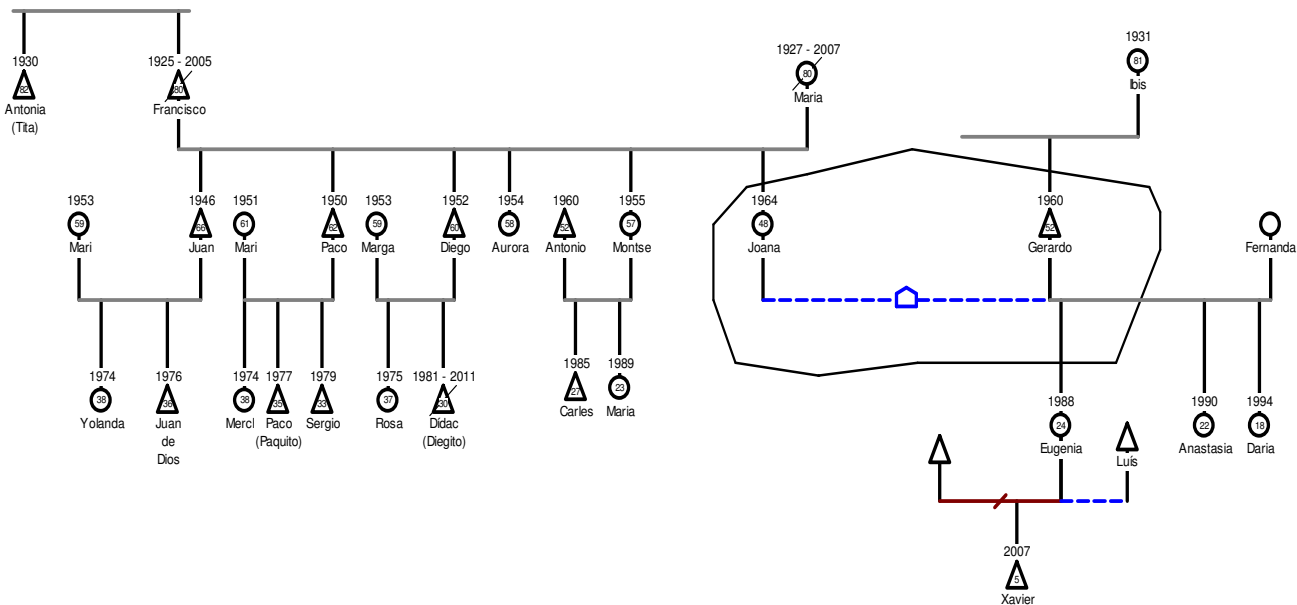 1930
82
Antonia
(Tita)
1925 - 2005
80
Francisco
1927 - 2007
80
Maria
1931
81
Ibis
1953
59
Mari
1946
66
Juan
1951
61
Mari
1950
62
Paco
1953
59
Marga
1952
60
Diego
1954
58
Aurora
1960
52
Antonio
1955
57
Montse
1964
48
Joana
1960
52
Gerardo
Fernanda
1974
38
Yolanda
1976
36
Juan
de
Dios
1974
38
Mercl
1977
35
Paco
(Paquito)
1979
33
Sergio
1975
37
Rosa
1981 - 2011
30
Dídac
(Diegito)
1985
27
Carles
1989
23
Maria
1988
24
Eugenia
Luís
1990
22
Anastasia
1994
18
Daria
2007
5
Xavier